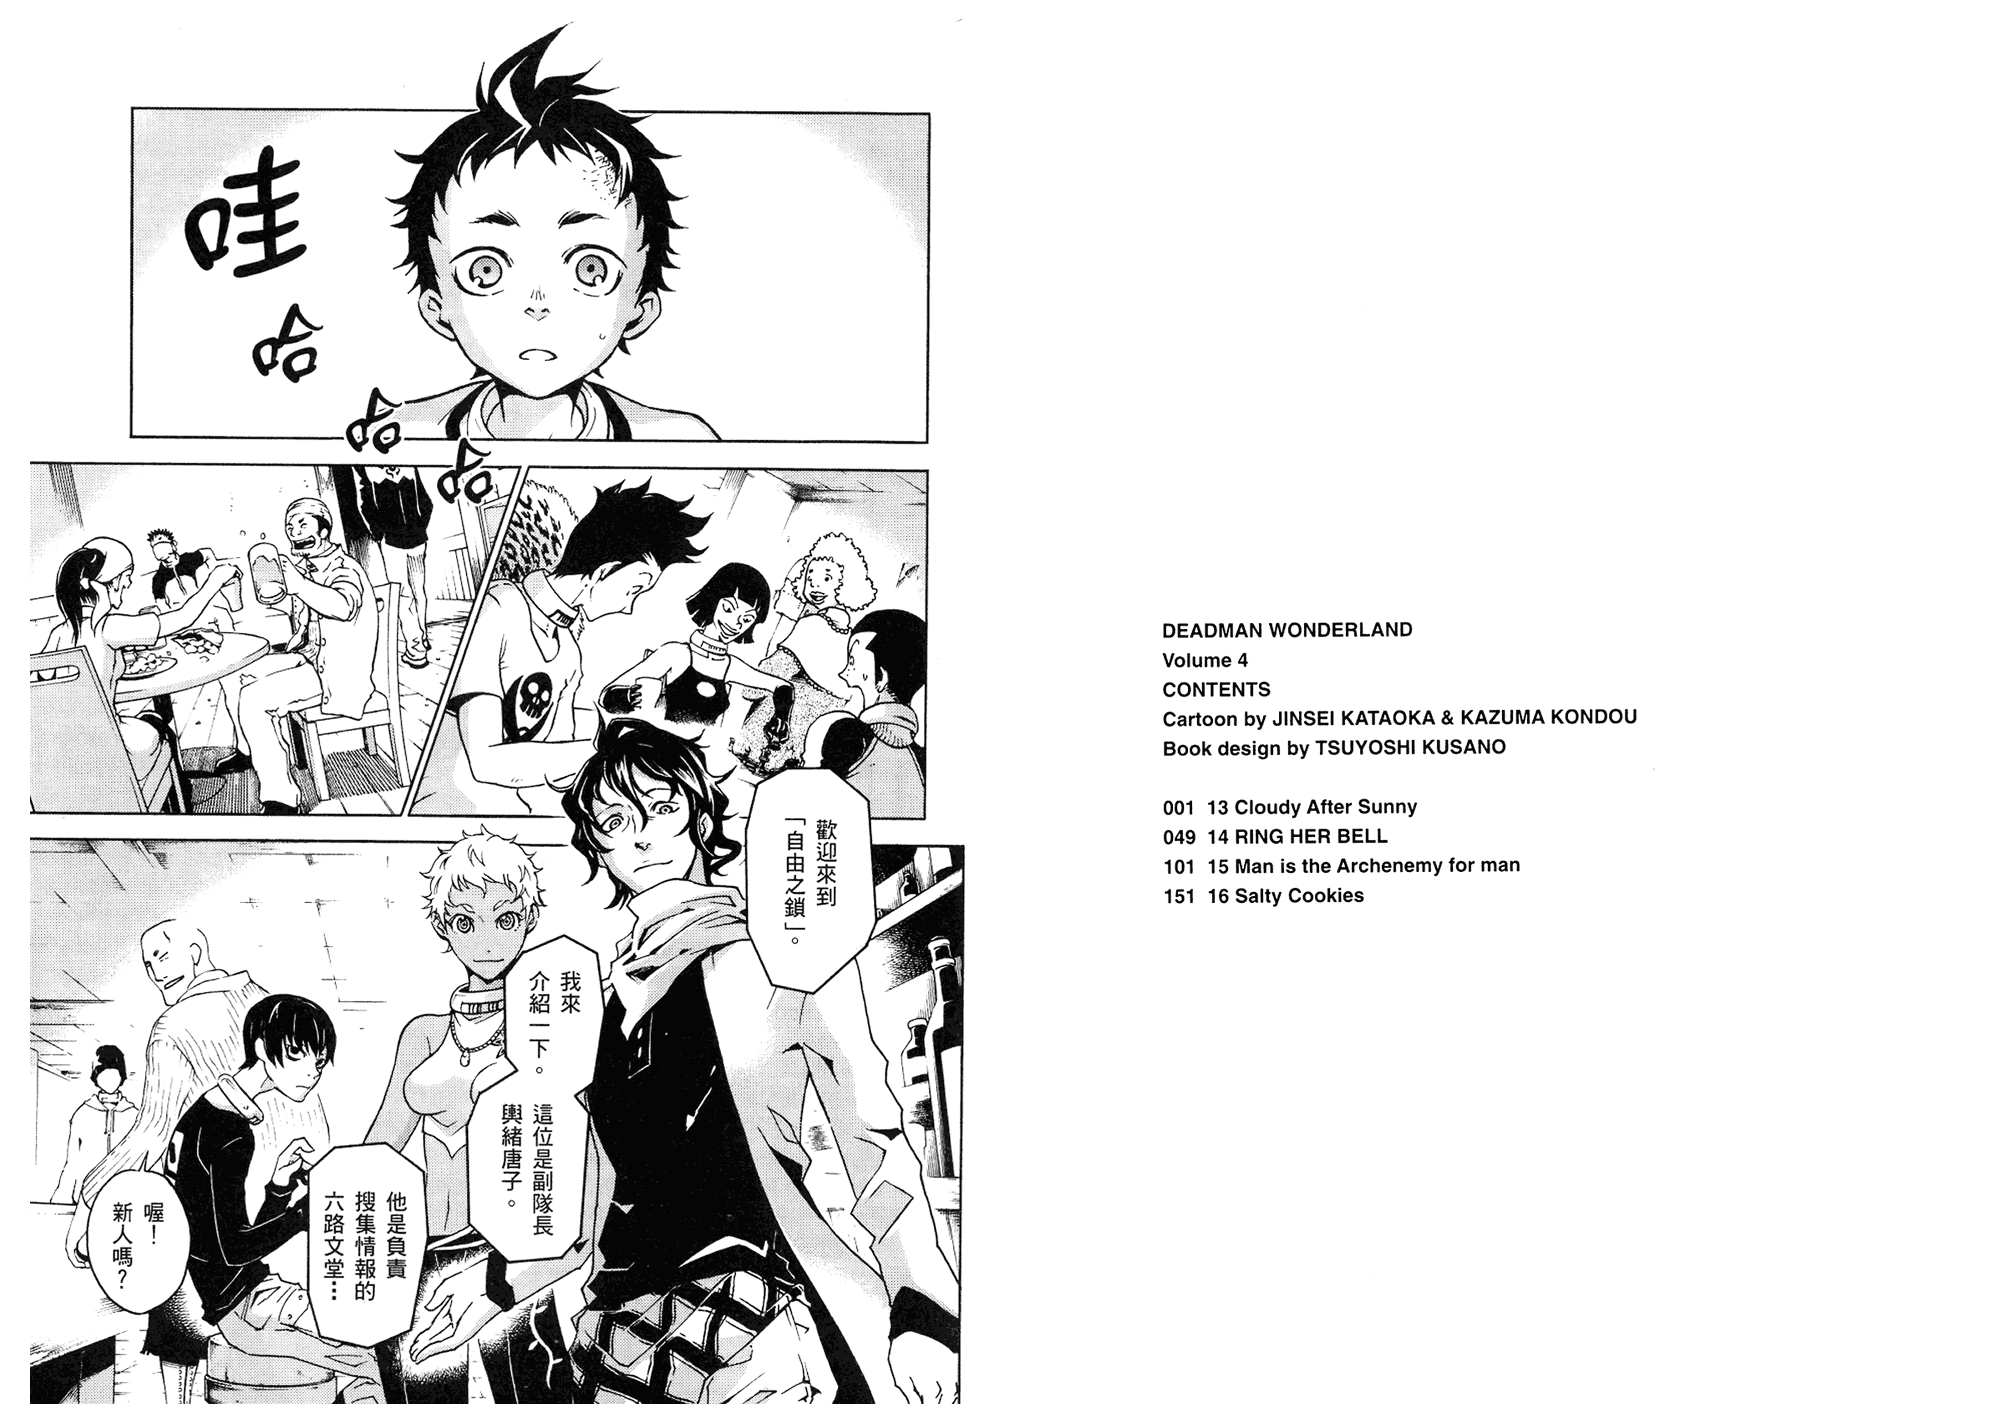 DEADMAN WONDERLAND
Volume 4
CONTENTS
Cartoon by JINSEI KATAOKA & KAZUMA KONDOU
Book design by TSUYOSHI KUSANO
001 13 Cloudy After Sunny
049 14 RING HER BELL
101 15 Man is the Archenemy for man
151 16 Salty Cookies
哇
哈
哈
哈
歡迎來到
「自由之鎖」。
我來
介紹一下。
這位是副隊長
輿緒唐子。
他是負責
搜集情報的
六路文堂…
喔！
新人嗎？